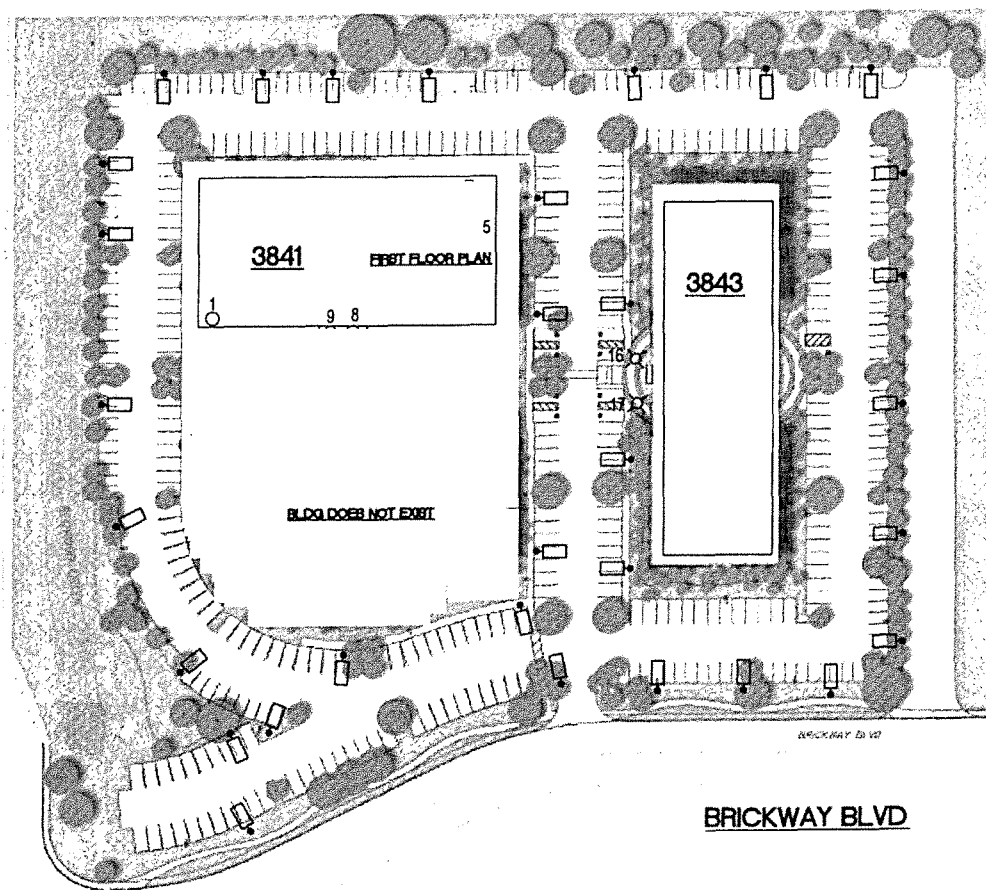 5
3841
FIRST FLOOR PLAN
3843
1
9 8
16
17
BLDG DOES NOT EXIST
BRICKWAY BLVD
BRICKWAY BLVD